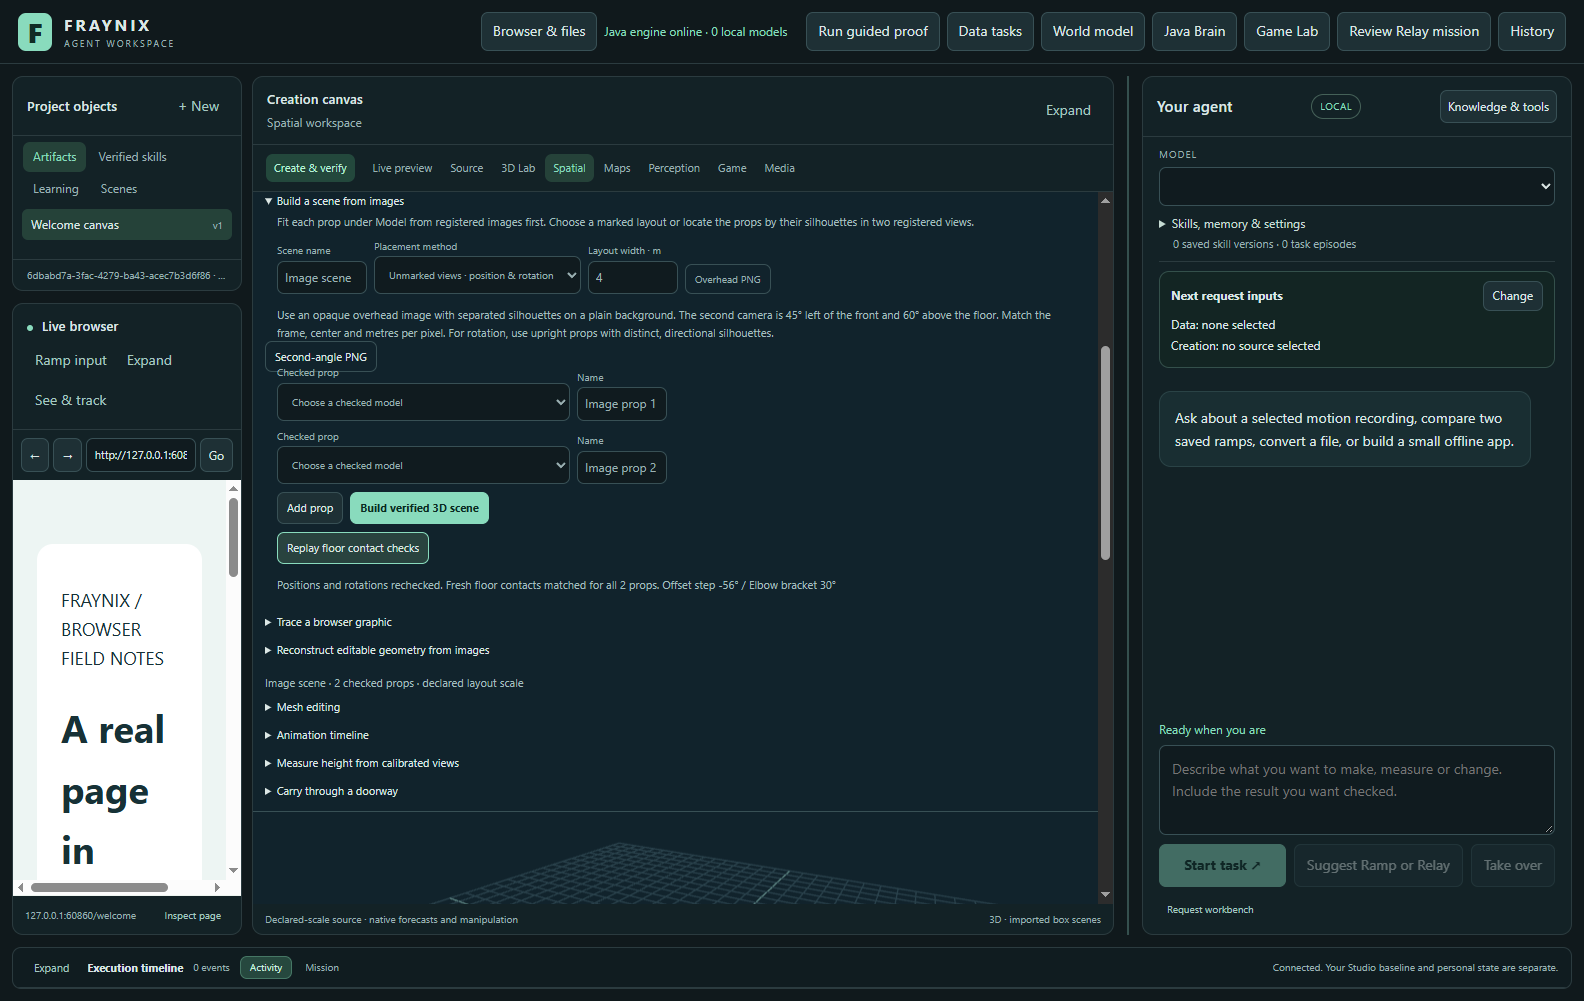 F
FRAYNIX
AGENT WORKSPACE
Browser & files
Java engine online · 0 local models
Run guided proof
Data tasks
World model
Java Brain
Game Lab
Review Relay mission
History
Project objects
+ New
Artifacts
Verified skills
Learning
Scenes
Welcome canvas
v1
6dbabd7a-3fac-4279-ba43-acec7b3d6f86 · ...
Live browser
Ramp input
Expand
See & track
←
→
http://127.0.0.1:608
Go
FRAYNIX /
BROWSER
FIELD NOTES
A real
page
in
127.0.0.1:60860/welcome
Inspect page
Creation canvas
Spatial workspace
Expand
Create & verify
Live preview
Source
3D Lab
Spatial
Maps
Perception
Game
Media
Build a scene from images
Fit each prop under Model from registered images first. Choose a marked layout or locate the props by their silhouettes in two registered views.
Scene name
Placement method
Layout width · m
Image scene
Unmarked views · position & rotation
4
Overhead PNG
Use an opaque overhead image with separated silhouettes on a plain background. The second camera is 45° left of the front and 60° above the floor. Match the
frame, center and metres per pixel. For rotation, use upright props with distinct, directional silhouettes.
Second-angle PNG
Checked prop
Name
Choose a checked model
Image prop 1
Checked prop
Name
Choose a checked model
Image prop 2
Add prop
Build verified 3D scene
Replay floor contact checks
Positions and rotations rechecked. Fresh floor contacts matched for all 2 props. Offset step -56° / Elbow bracket 30°
Trace a browser graphic
Reconstruct editable geometry from images
Image scene · 2 checked props · declared layout scale
Mesh editing
Animation timeline
Measure height from calibrated views
Carry through a doorway
Declared-scale source · native forecasts and manipulation
3D · imported box scenes
Your agent
LOCAL
Knowledge & tools
MODEL
Skills, memory & settings
0 saved skill versions · 0 task episodes
Next request inputs
Change
Data: none selected
Creation: no source selected
Ask about a selected motion recording, compare two
saved ramps, convert a file, or build a small offline app.
Ready when you are
Describe what you want to make, measure or change.
Include the result you want checked.
Start task ↗
Suggest Ramp or Relay
Take over
Request workbench
Expand
Execution timeline
0 events
Activity
Mission
Connected. Your Studio baseline and personal state are separate.